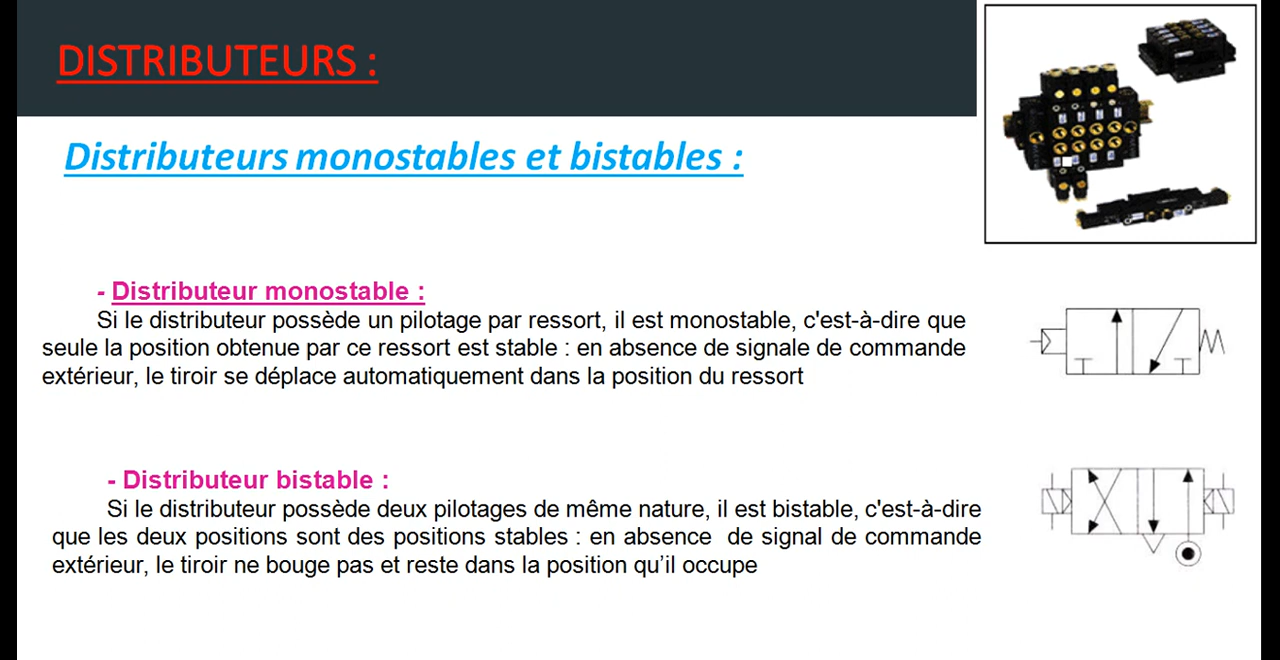 DISTRIBUTEURS :
Distributeurs monostables et bistables :
- Distributeur monostable :
Si le distributeur possède un pilotage par ressort, il est monostable, c'est-à-dire que
seule la position obtenue par ce ressort est stable : en absence de signale de commande
extérieur, le tiroir se déplace automatiquement dans la position du ressort
- Distributeur bistable :
Si le distributeur possède deux pilotages de même nature, il est bistable, c'est-à-dire
que les deux positions sont des positions stables : en absence  de signal de commande
extérieur, le tiroir ne bouge pas et reste dans la position qu’il occupe